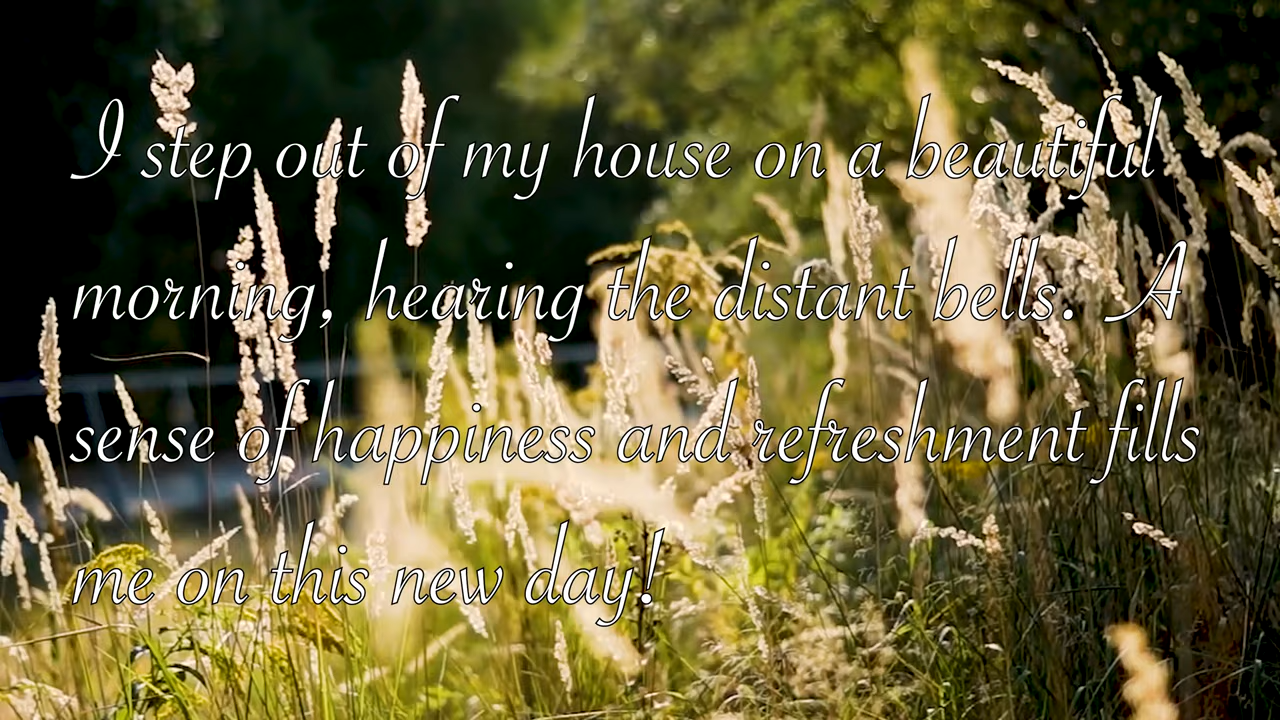 I step out of my house on a beautiful
morning, hearing the distant bells. A
sense of happiness and refreshment fills
me on this new day!